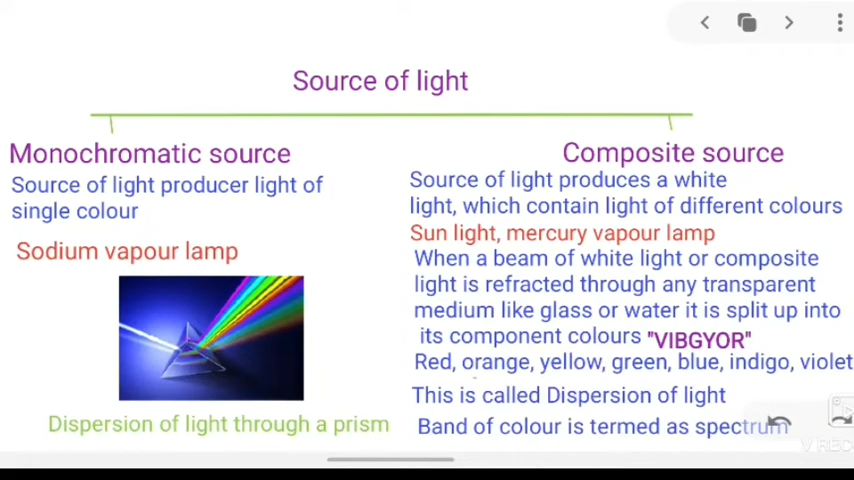 Source of light
Monochromatic source
Source of light producer light of
single colour
Sodium vapour lamp
Dispersion of light through a prism
Composite source
Source of light produces a white
light, which contain light of different colours
Sun light, mercury vapour lamp
When a beam of white light or composite
light is refracted through any transparent
medium like glass or water it is split up into
its component colours "VIBGYOR"
Red, orange, yellow, green, blue, indigo, violet
This is called Dispersion of light
Band of colour is termed as spectrum